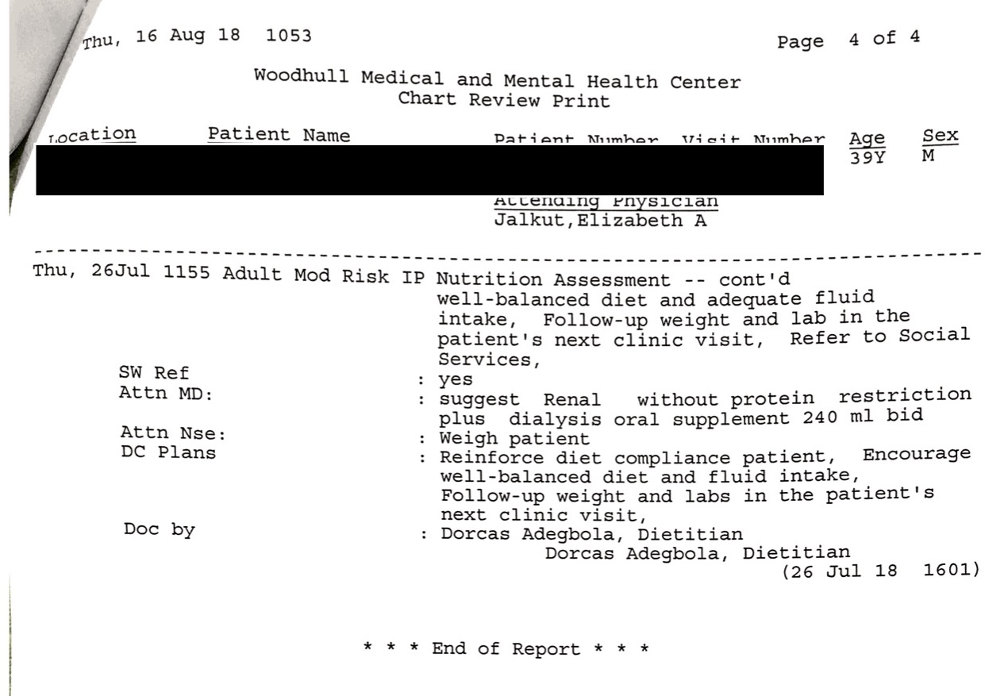 Thu, 16 Aug 18 1053 Page 4 of 4
Woodhull Medical and Mental Health Center
Chart Review Print
Location Patient Name Patient Number Visit Number Age Sex
39Y M
Attending Physician
Jalkut,Elizabeth A
Thu, 26Jul 1155 Adult Mod Risk IP Nutrition Assessment -- cont'd
well-balanced diet and adequate fluid
intake, Follow-up weight and lab in the
patient's next clinic visit, Refer to Social
Services,
SW Ref : yes
Attn MD: : suggest Renal without protein restriction
plus dialysis oral supplement 240 ml bid
Attn Nse: : Weigh patient
DC Plans : Reinforce diet compliance patient, Encourage
well-balanced diet and fluid intake,
Follow-up weight and labs in the patient's
next clinic visit,
Doc by : Dorcas Adegbola, Dietitian
Dorcas Adegbola, Dietitian
(26 Jul 18 1601)
* * * End of Report * * *